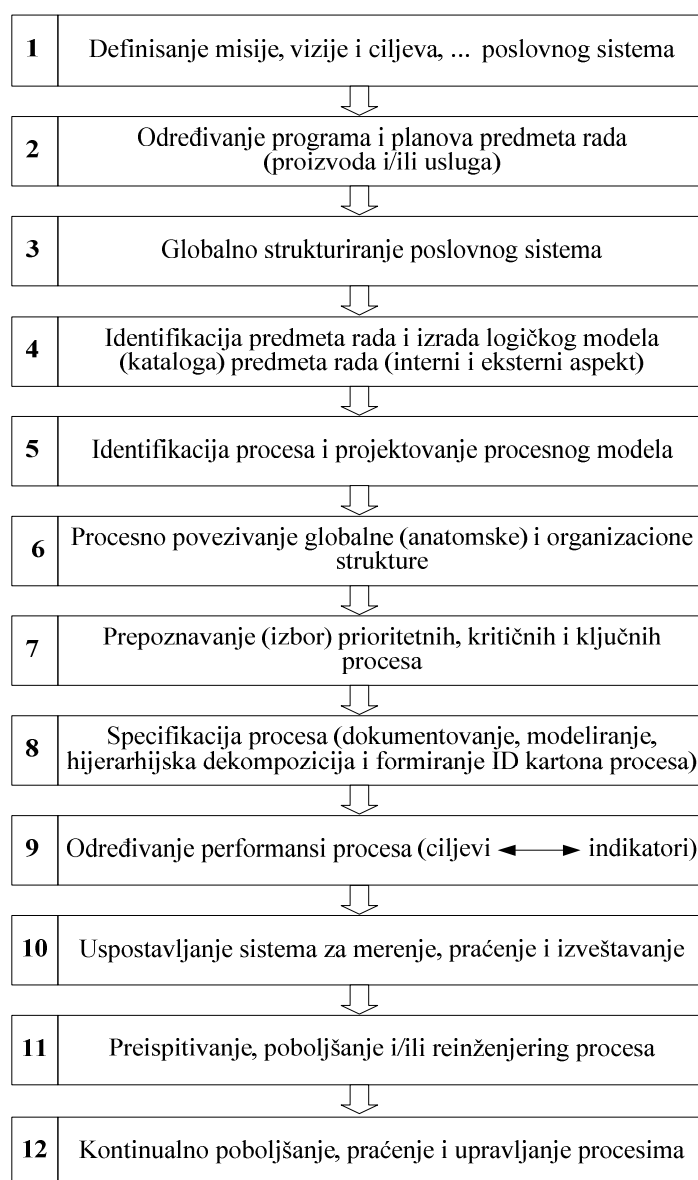 1 Definisanje misije, vizije i ciljeva, ... poslovnog sistema
2 Određivanje programa i planova predmeta rada
(proizvoda i/ili usluga)
3 Globalno strukturiranje poslovnog sistema
4 Identifikacija predmeta rada i izrada logičkog modela
(kataloga) predmeta rada (interni i eksterni aspekt)
5 Identifikacija procesa i projektovanje procesnog modela
6 Procesno povezivanje globalne (anatomske) i organizacione
strukture
7 Prepoznavanje (izbor) prioritetnih, kritičnih i ključnih
procesa
8 Specifikacija procesa (dokumentovanje, modeliranje,
hijerarhijska dekompozicija i formiranje ID kartona procesa)
9 Određivanje performansi procesa (ciljevi ↔ indikatori)
10 Uspostavljanje sistema za merenje, praćenje i izveštavanje
11 Preispitivanje, poboljšanje i/ili reinženjering procesa
12 Kontinualno poboljšanje, praćenje i upravljanje procesima